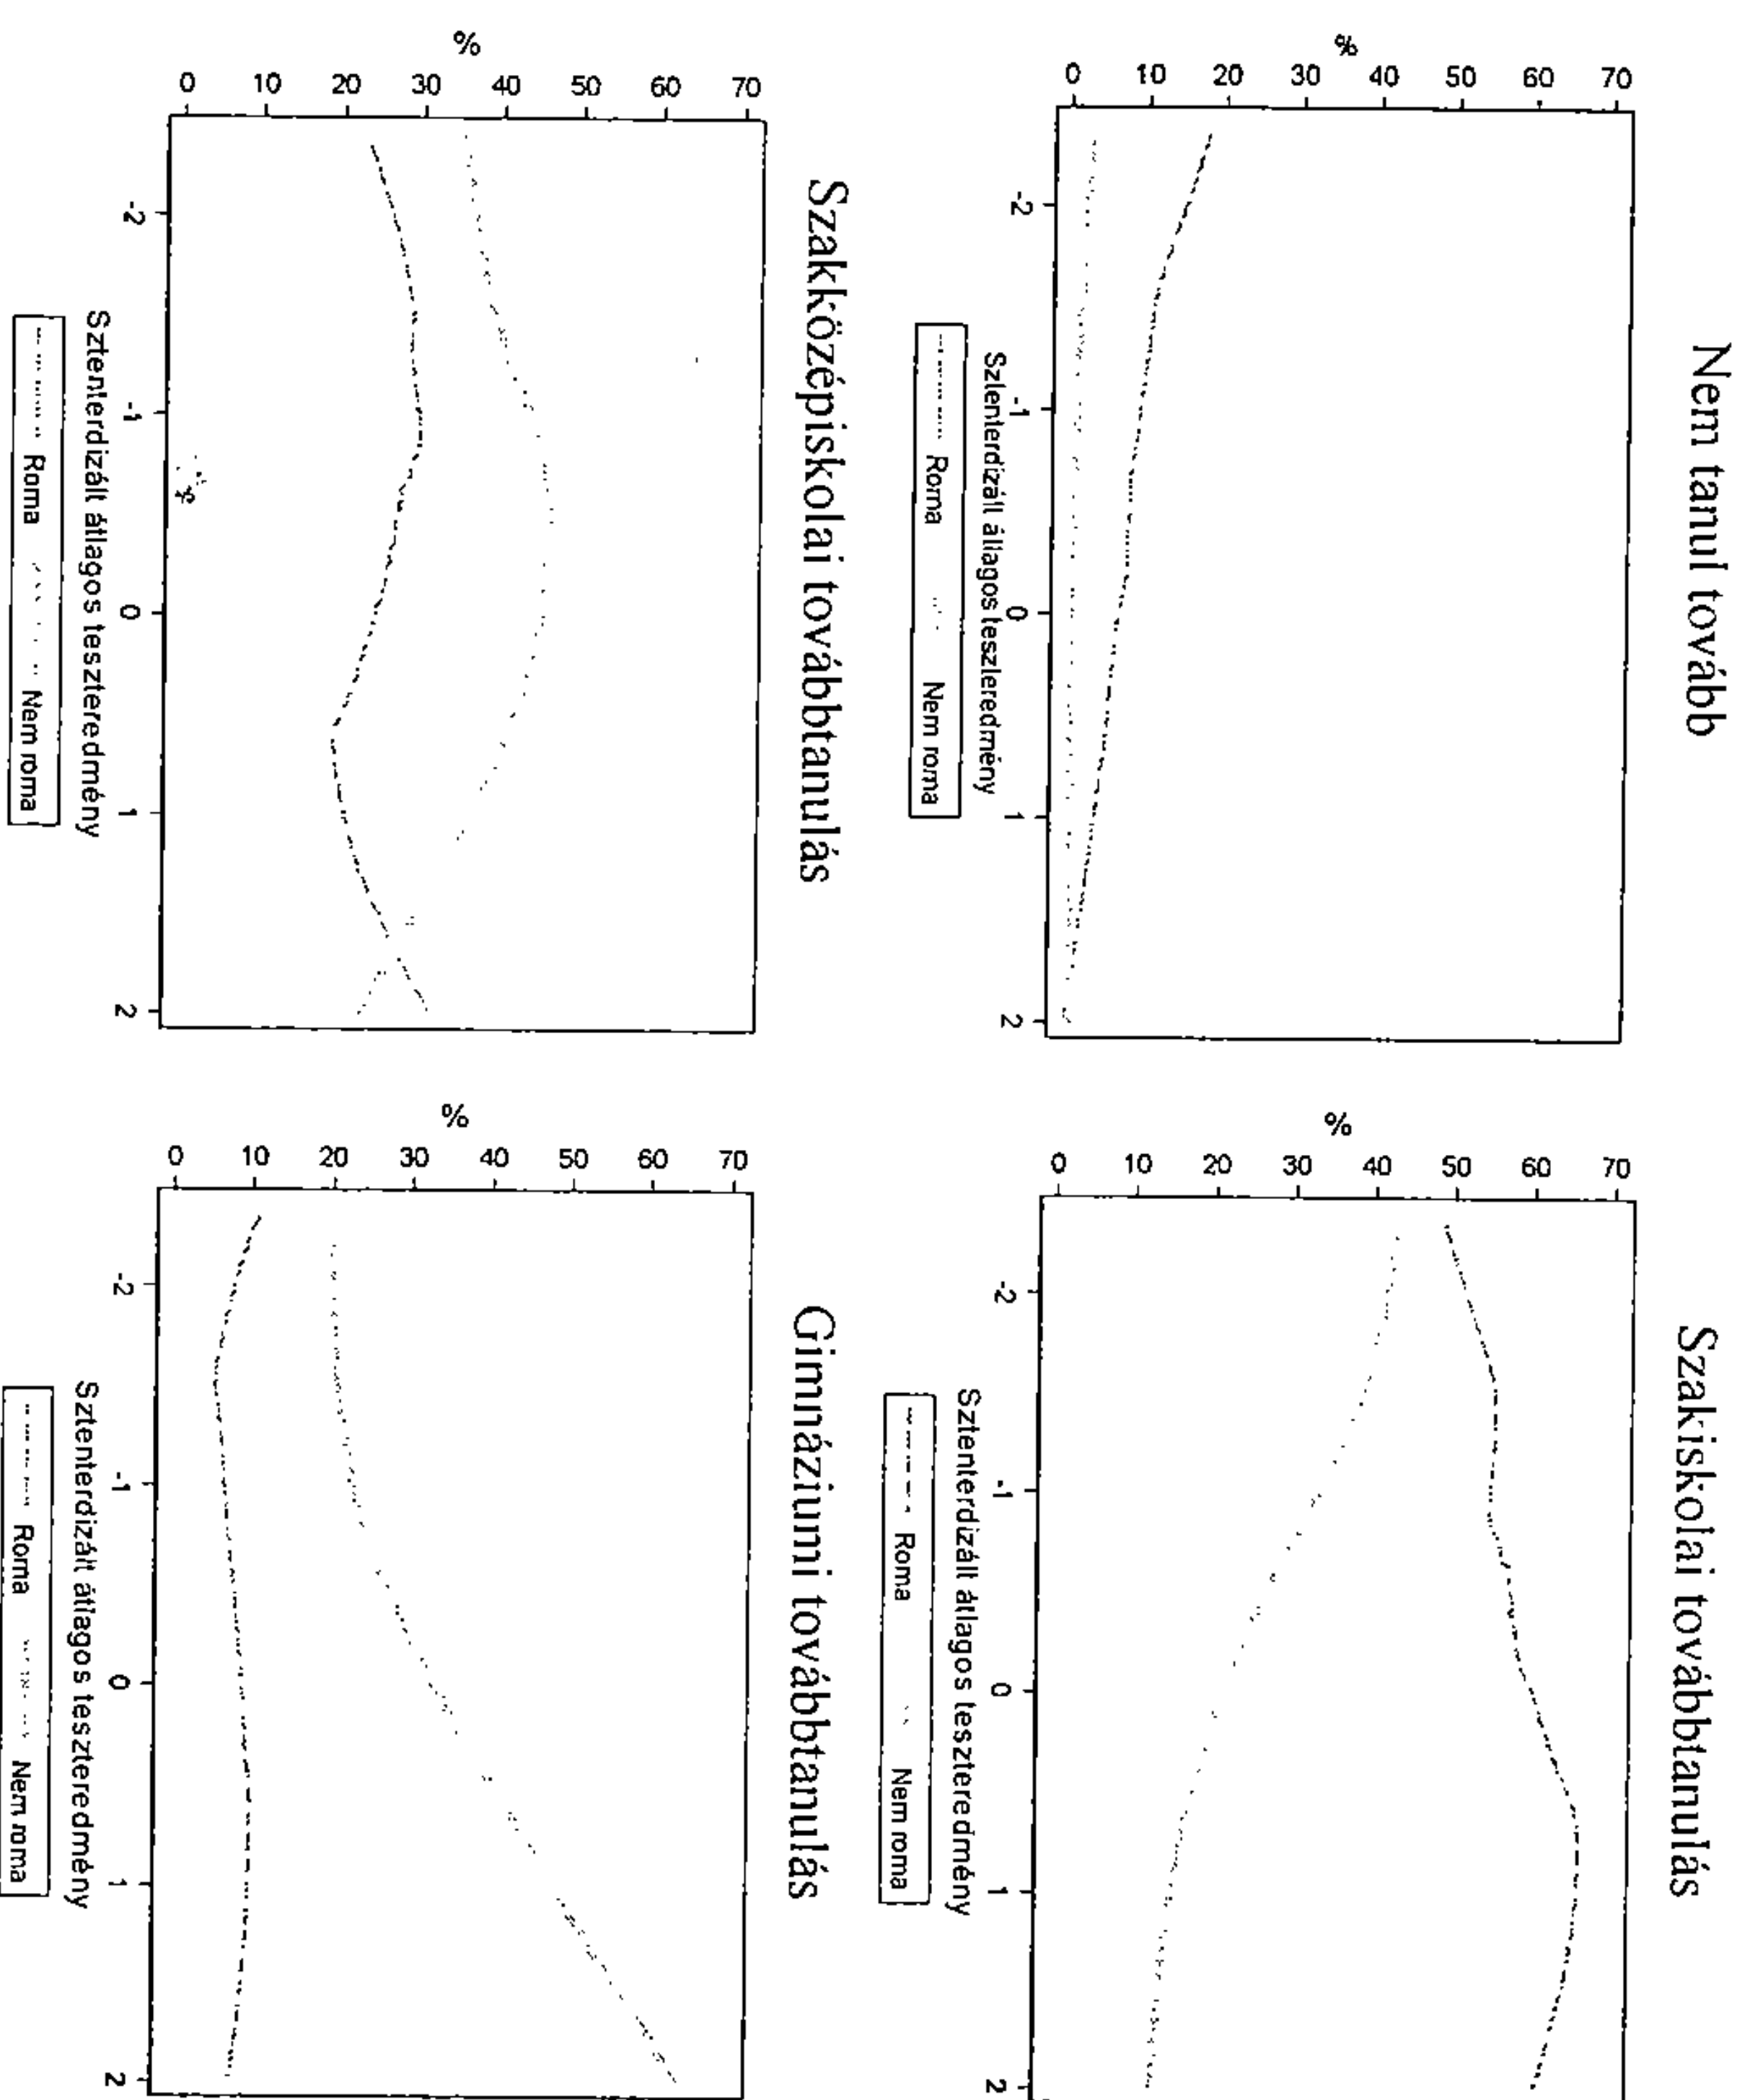 Nem tanul tovább
%
0 10 20 30 40 50 60 70
-2 -1 0 1 2
Sztenterdizált átlagos teszteredmény
Roma Nem roma
Szakiskolai továbbtanulás
%
0 10 20 30 40 50 60 70
-2 -1 0 1 2
Sztenterdizált átlagos teszteredmény
Roma Nem roma
Szakközépiskolai továbbtanulás
%
0 10 20 30 40 50 60 70
-2 -1 0 1 2
Sztenterdizált átlagos teszteredmény
Roma Nem roma
Gimnáziumi továbbtanulás
%
0 10 20 30 40 50 60 70
-2 -1 0 1 2
Sztenterdizált átlagos teszteredmény
Roma Nem roma